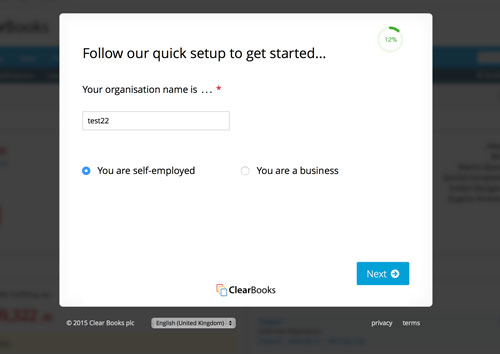 12%
Follow our quick setup to get started...
Your organisation name is ... *
test22
You are self-employed You are a business
Next
ClearBooks
© 2015 Clear Books plc English (United Kingdom) privacy terms